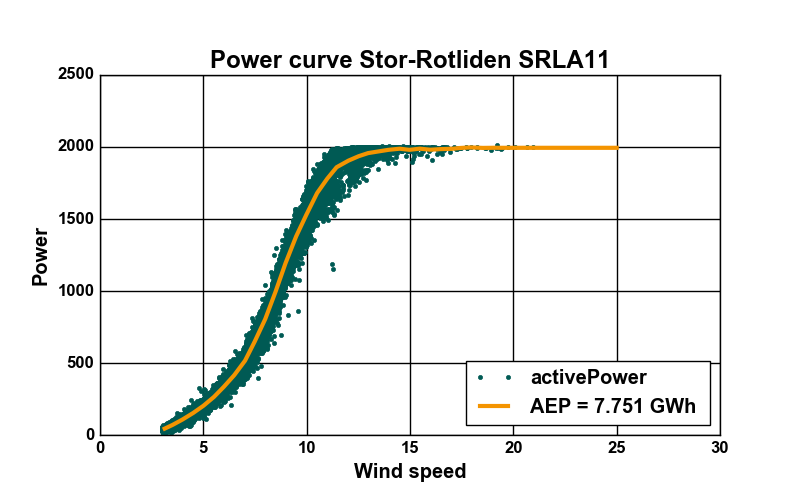 Power curve Stor-Rotliden SRLA11
2500
2000
1500
1000
500
0
Power
0 5 10 15 20 25 30
Wind speed
activePower
AEP = 7.751 GWh